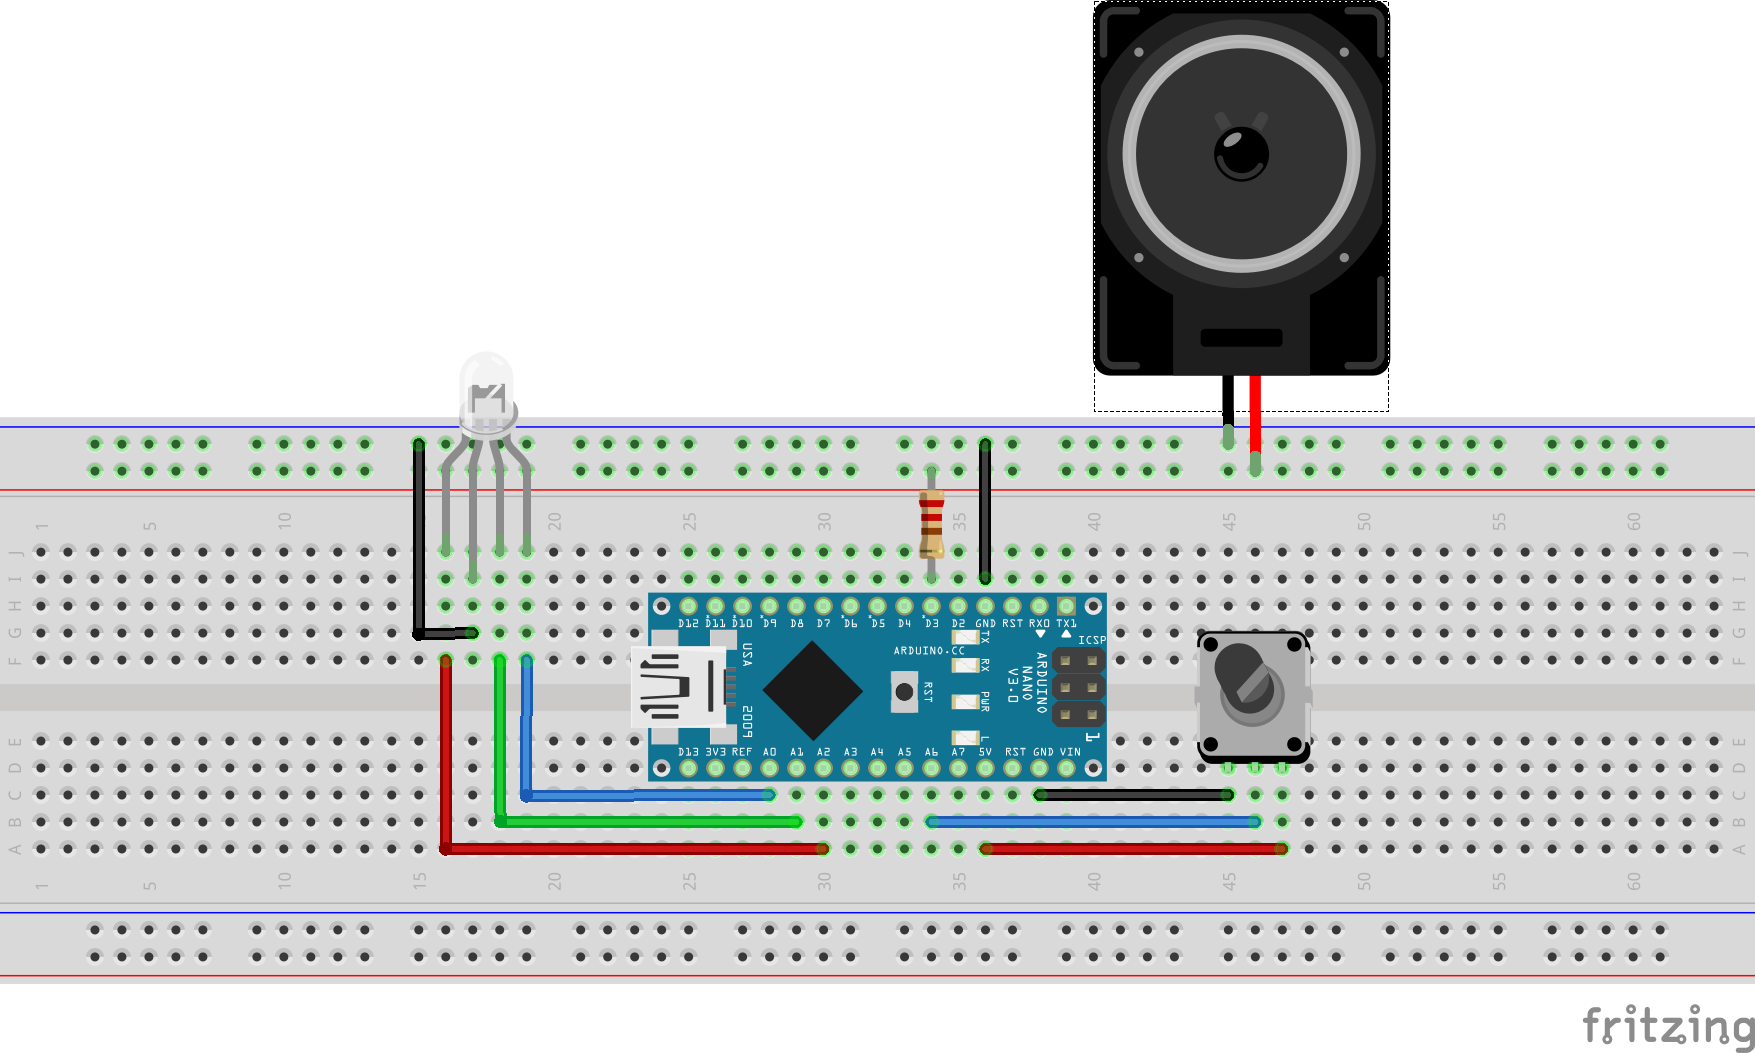 1 5 10 15 20 25 30 35 40 45 50 55 60
J J
I I
H H
G G
F F
D12 D11 D10 D9 D8 D7 D6 D5 D4 D3 D2 GND RST RX0 TX1
ICSP
ARDUINO.CC
TX
RX
PWR
L
RST
USA
2009
ARDUINO
NANO
V3.0
1
D13 3V3 REF A0 A1 A2 A3 A4 A5 A6 A7 5V RST GND VIN
E E
D D
C C
B B
A A
1 5 10 15 20 25 30 35 40 45 50 55 60
fritzing